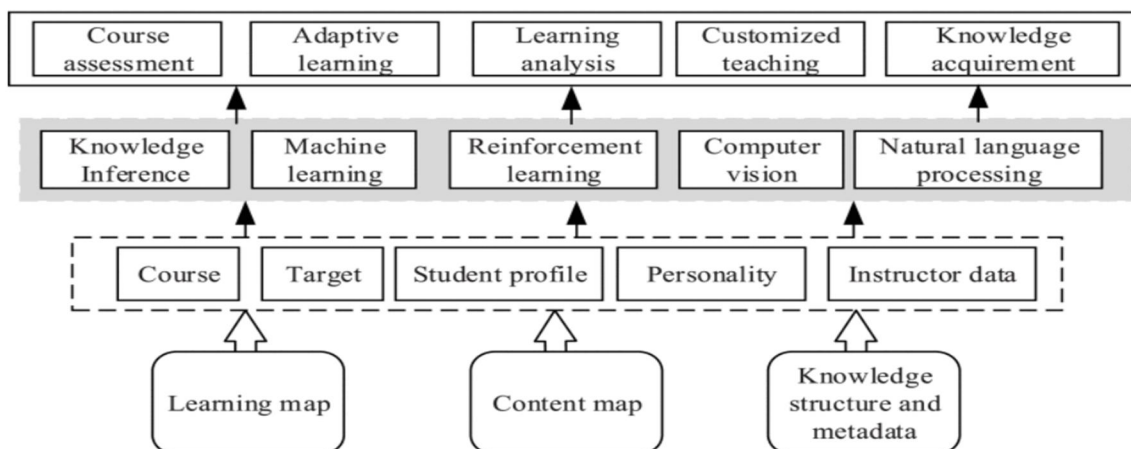 Course
assessment
Adaptive
learning
Learning
analysis
Customized
teaching
Knowledge
acquirement
Knowledge
Inference
Machine
learning
Reinforcement
learning
Computer
vision
Natural language
processing
Course
Target
Student profile
Personality
Instructor data
Learning map
Content map
Knowledge
structure and
metadata